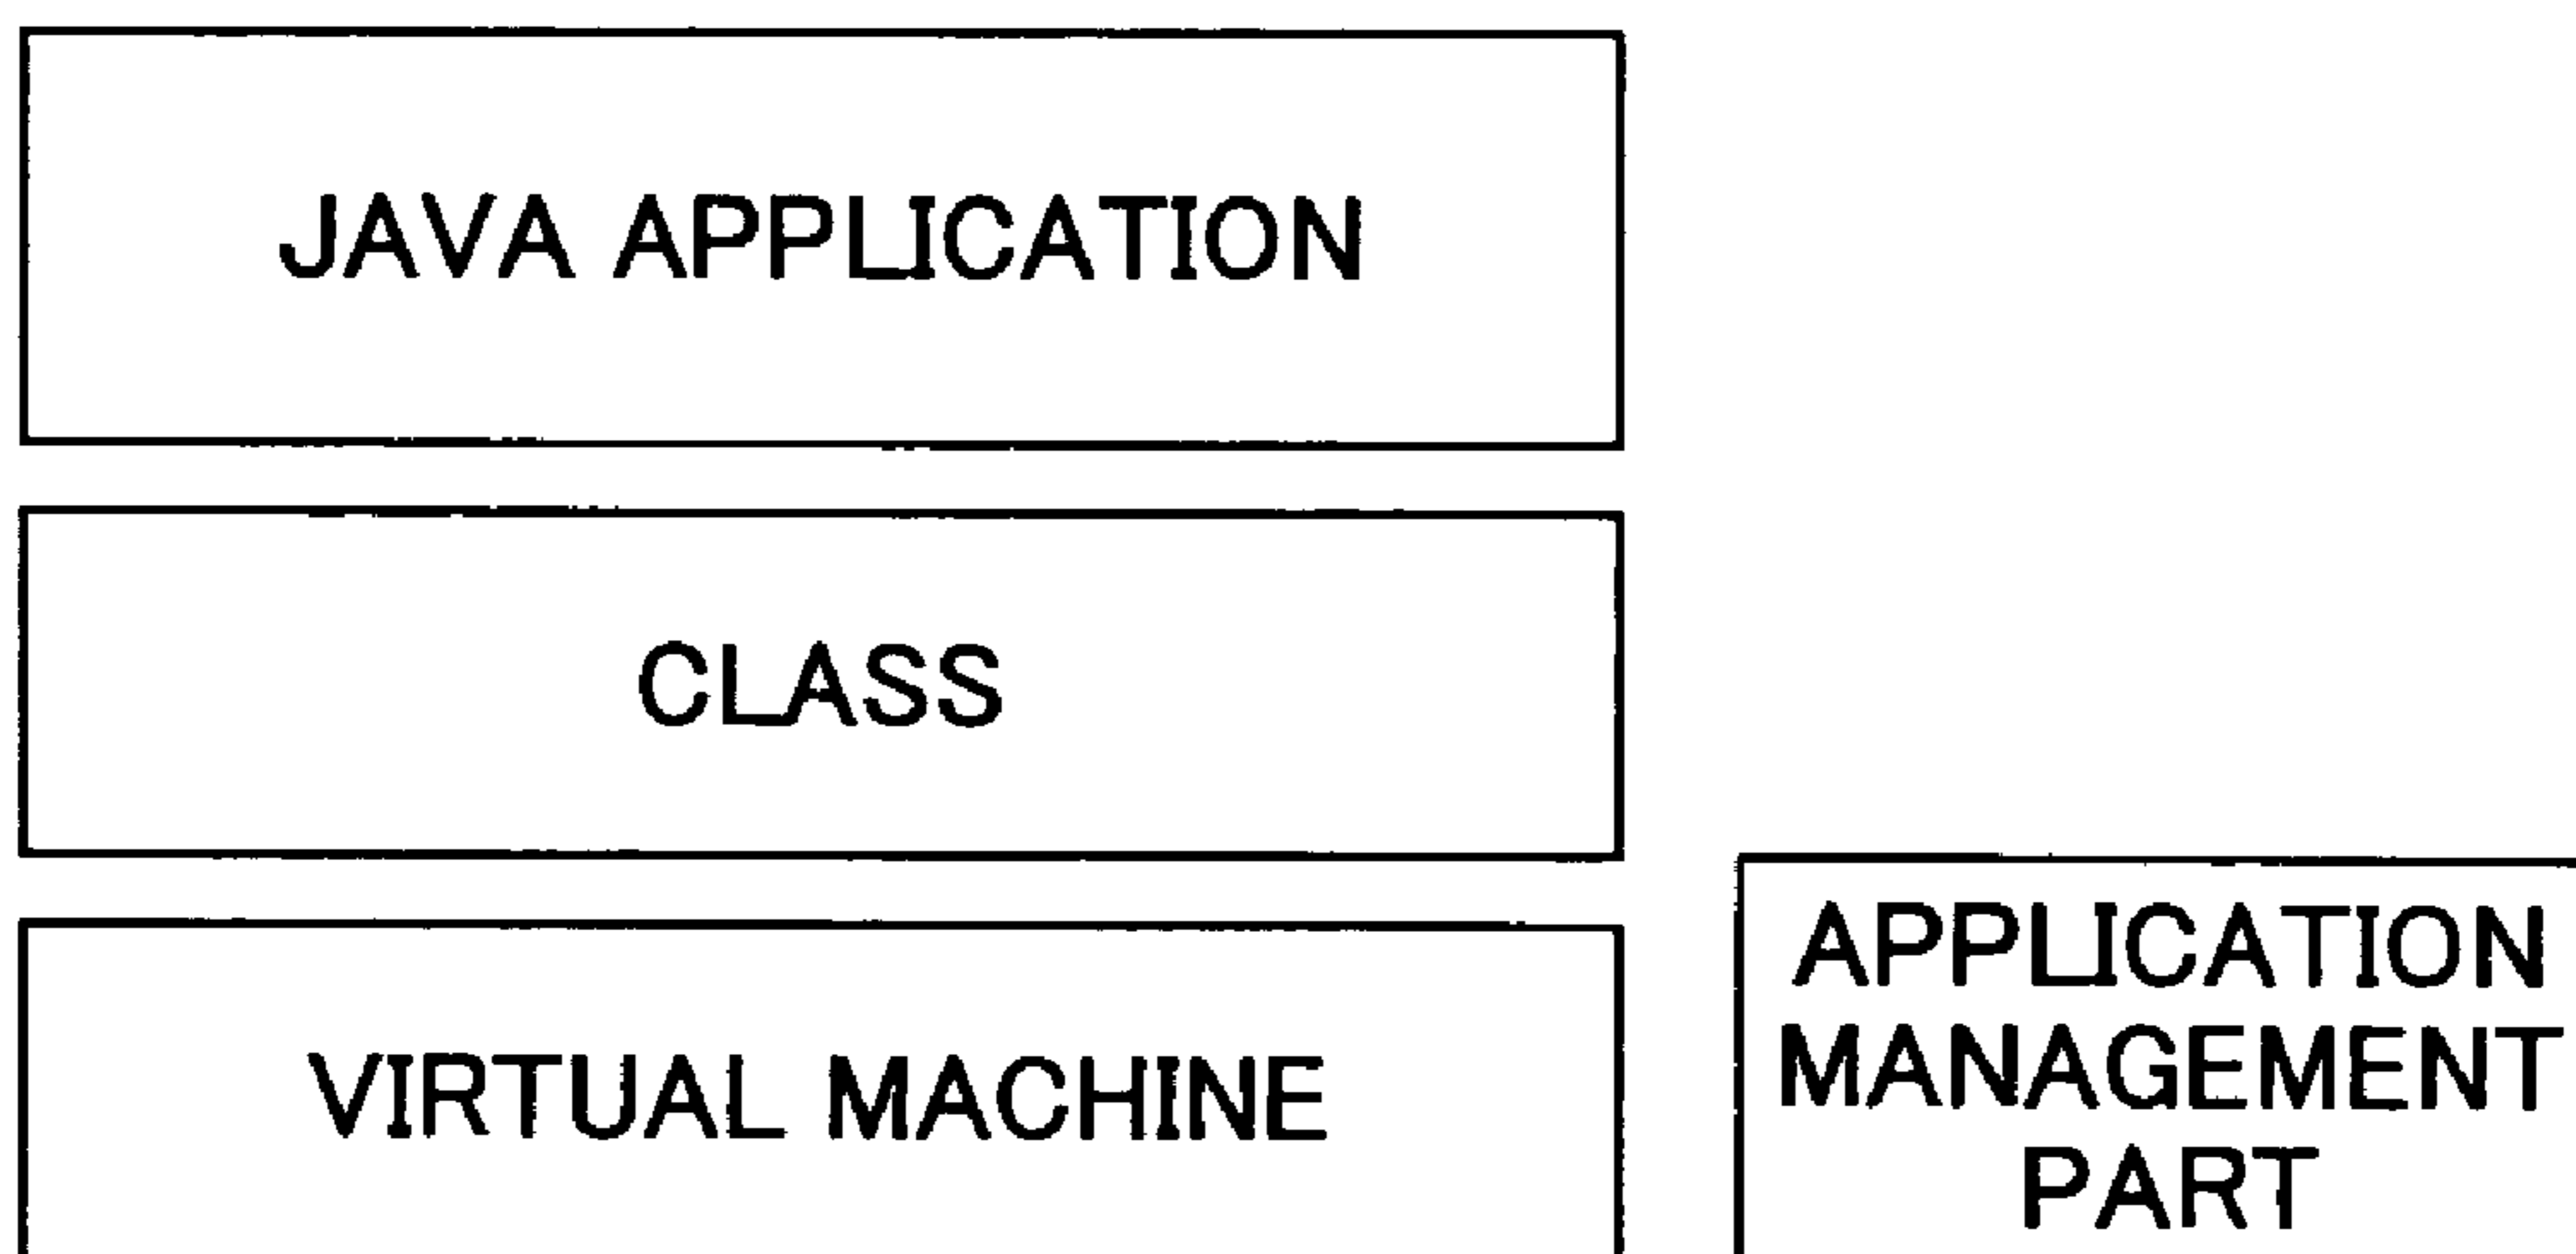 JAVA APPLICATION
CLASS
VIRTUAL MACHINE
APPLICATION
MANAGEMENT
PART